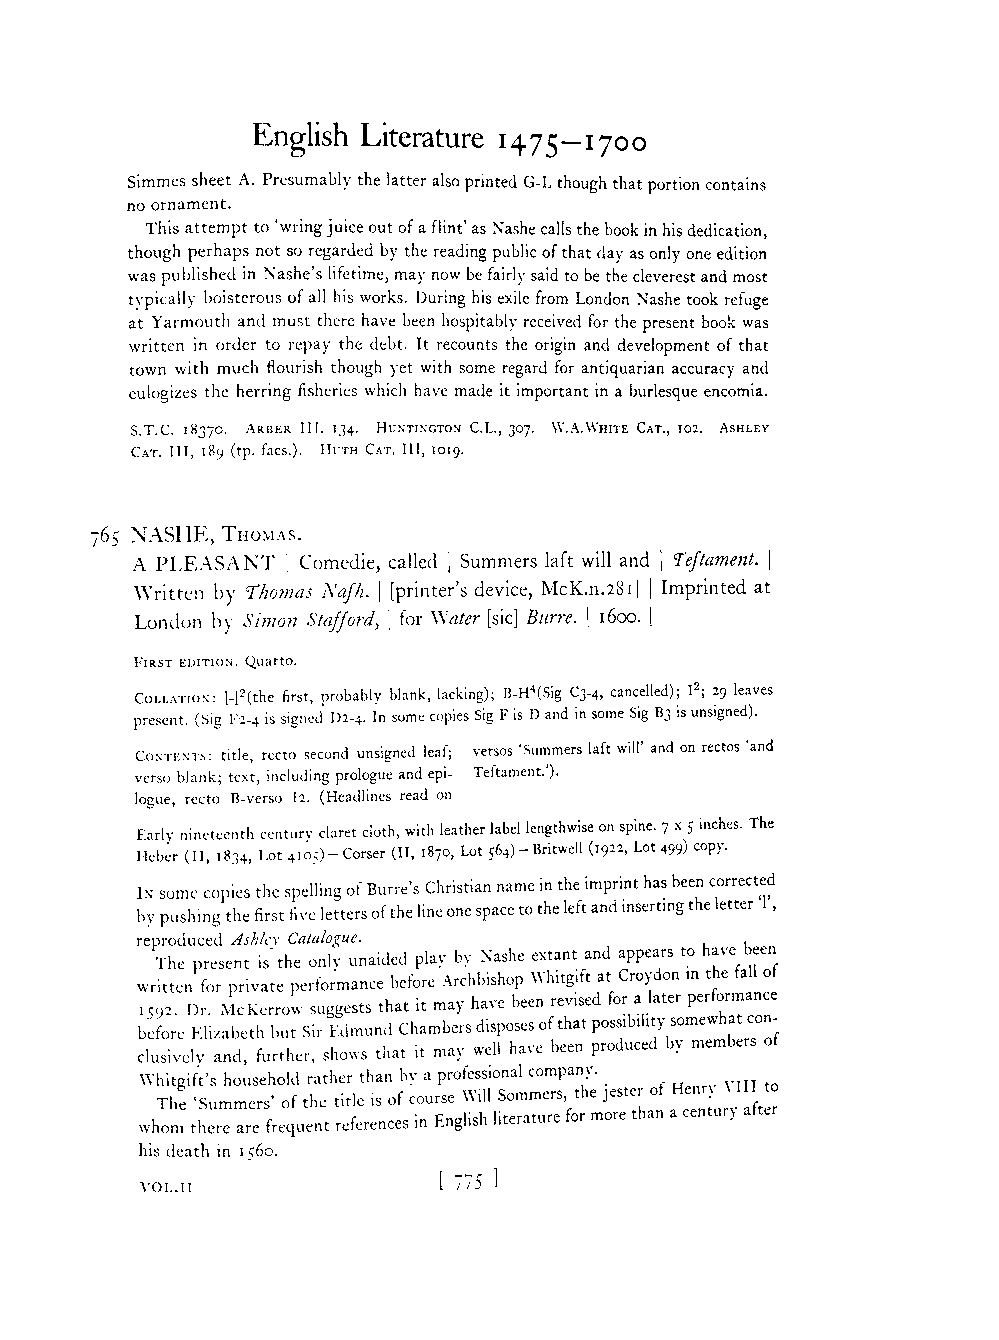 English Literature 1475–1700
Simmes sheet A. Presumably the latter also printed G-L though that portion contains
no ornament.
This attempt to 'wring juice out of a flint' as Nashe calls the book in his dedication,
though perhaps not so regarded by the reading public of that day as only one edition
was published in Nashe's lifetime, may now be fairly said to be the cleverest and most
typically boisterous of all his works. During his exile from London Nashe took refuge
at Yarmouth and must there have been hospitably received for the present book was
written in order to repay the debt. It recounts the origin and development of that
town with much flourish though yet with some regard for antiquarian accuracy and
eulogizes the herring fisheries which have made it important in a burlesque encomia.
S.T.C. 18370. ARBER III. 134. HUNTINGTON C.L., 307. W.A.WHITE CAT., 102. ASHLEY
CAT. III, 189 (tp. facs.). HUTH CAT. III, 1019.
765 NASHE, THOMAS.
A PLEASANT | Comedie, called | Summers laſt will and | Teſtament. |
Written by Thomas Naſh. | [printer's device, McK.n.281] | Imprinted at
London by Simon Stafford, | for Water [sic] Burre. | 1600. |
FIRST EDITION. Quarto.
COLLATION: [-]²(the first, probably blank, lacking); B-H⁴(Sig C3-4, cancelled); I²; 29 leaves
present. (Sig F2-4 is signed D2-4. In some copies Sig F is D and in some Sig B3 is unsigned).
CONTENTS: title, recto second unsigned leaf;
verso blank; text, including prologue and epi-
logue, recto B-verso I2. (Headlines read on
versos 'Summers laſt will' and on rectos 'and
Teſtament.').
Early nineteenth century claret cloth, with leather label lengthwise on spine. 7 x 5 inches. The
Heber (II, 1834, Lot 4105)—Corser (II, 1870, Lot 564)—Britwell (1922, Lot 499) copy.
IN some copies the spelling of Burre's Christian name in the imprint has been corrected
by pushing the first five letters of the line one space to the left and inserting the letter 'l',
reproduced Ashley Catalogue.
The present is the only unaided play by Nashe extant and appears to have been
written for private performance before Archbishop Whitgift at Croydon in the fall of
1592. Dr. McKerrow suggests that it may have been revised for a later performance
before Elizabeth but Sir Edmund Chambers disposes of that possibility somewhat con-
clusively and, further, shows that it may well have been produced by members of
Whitgift's household rather than by a professional company.
The 'Summers' of the title is of course Will Sommers, the jester of Henry VIII to
whom there are frequent references in English literature for more than a century after
his death in 1560.
VOL.II
[ 775 ]